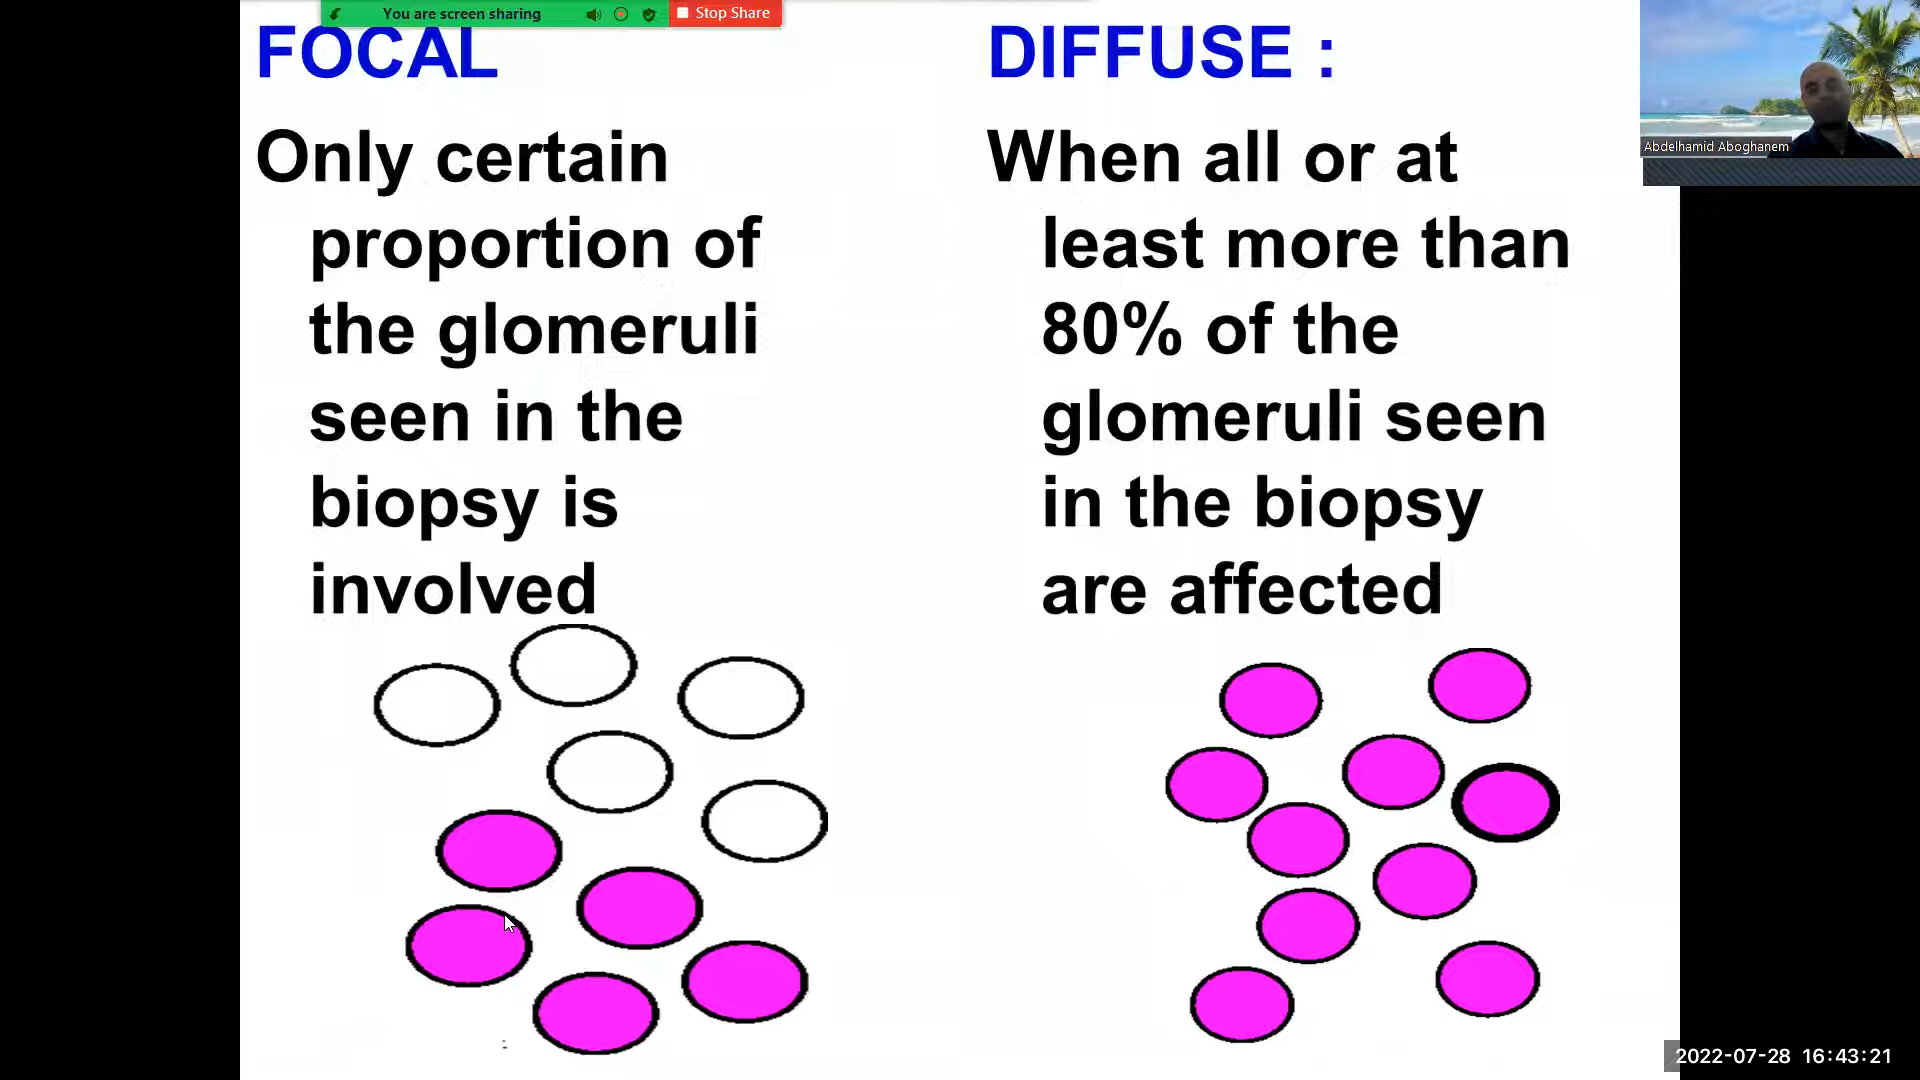 You are screen sharing
Stop Share
FOCAL
Only certain
proportion of
the glomeruli
seen in the
biopsy is
involved
DIFFUSE :
When all or at
least more than
80% of the
glomeruli seen
in the biopsy
are affected
Abdelhamid Aboghanem
2022-07-28 16:43:21